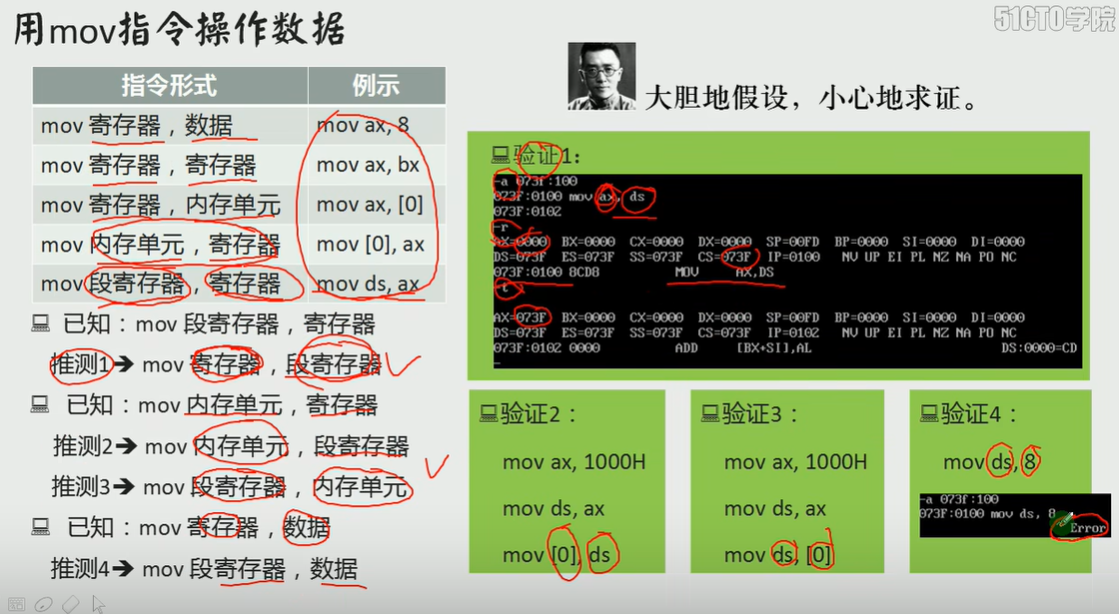 用mov指令操作数据
51CTO学院
指令形式 例示
mov 寄存器，数据 mov ax, 8
mov 寄存器，寄存器 mov ax, bx
mov 寄存器，内存单元 mov ax, [0]
mov 内存单元，寄存器 mov [0], ax
mov 段寄存器，寄存器 mov ds, ax
已知：mov 段寄存器，寄存器
推测1➔ mov 寄存器，段寄存器
已知：mov 内存单元，寄存器
推测2➔ mov 内存单元，段寄存器
推测3➔ mov 段寄存器，内存单元
已知：mov 寄存器，数据
推测4➔ mov 段寄存器，数据
大胆地假设，小心地求证。
验证1：
-a 073f:100
073F:0100 mov ax, ds
073F:0102
-r
AX=0000 BX=0000 CX=0000 DX=0000 SP=00FD BP=0000 SI=0000 DI=0000
DS=073F ES=073F SS=073F CS=073F IP=0100 NV UP EI PL NZ NA PO NC
073F:0100 8CD8 MOV AX,DS
-t
AX=073F BX=0000 CX=0000 DX=0000 SP=00FD BP=0000 SI=0000 DI=0000
DS=073F ES=073F SS=073F CS=073F IP=0102 NV UP EI PL NZ NA PO NC
073F:0102 0000 ADD [BX+SI],AL DS:0000=CD
-
验证2：
mov ax, 1000H
mov ds, ax
mov [0], ds
验证3：
mov ax, 1000H
mov ds, ax
mov ds, [0]
验证4：
mov ds, 8
-a 073f:100
073F:0100 mov ds, 8
Error